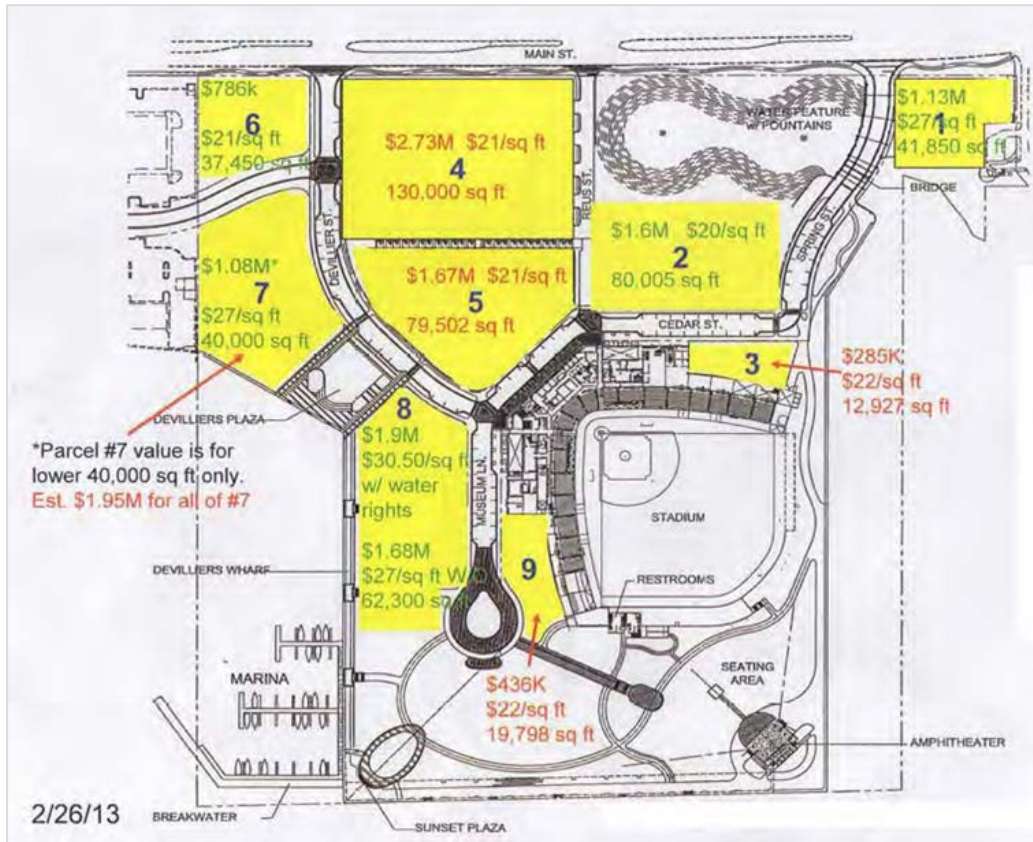 MAIN ST.
$786k
6
$21/sq ft
37,450 sq ft
$2.73M $21/sq ft
4
130,000 sq ft
DEVILLIER ST.
REUS ST.
WATER FEATURE
w/ FOUNTAINS
$1.13M
$27/sq ft
1
41,850 sq ft
BRIDGE
SPRING ST.
$1.6M $20/sq ft
2
80,005 sq ft
$1.08M*
7
$27/sq ft
40,000 sq ft
$1.67M $21/sq ft
5
79,502 sq ft
CEDAR ST.
3
$285K
$22/sq ft
12,927 sq ft
DEVILLIERS PLAZA
*Parcel #7 value is for
lower 40,000 sq ft only.
Est. $1.95M for all of #7
8
$1.9M
$30.50/sq ft
w/ water
rights
$1.68M
$27/sq ft W/O
62,300 sq
MUSEUM LN.
STADIUM
DEVILLIERS WHARF
9
RESTROOMS
$436K
$22/sq ft
19,798 sq ft
MARINA
SEATING
AREA
AMPHITHEATER
2/26/13
BREAKWATER
SUNSET PLAZA